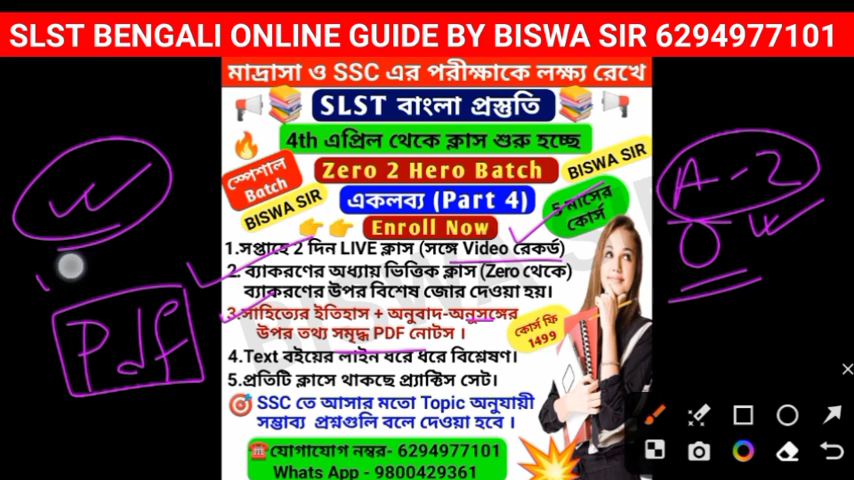 SLST BENGALI ONLINE GUIDE BY BISWA SIR 6294977101
মাদ্রাসা ও SSC এর পরীক্ষাকে লক্ষ্য রেখে
SLST বাংলা প্রস্তুতি
4th এপ্রিল থেকে ক্লাস শুরু হচ্ছে
স্পেশাল
Batch
Zero 2 Hero Batch
BISWA SIR
BISWA SIR
একলব্য (Part 4)
5 মাসের
কোর্স
Enroll Now
1.সপ্তাহে 2 দিন LIVE ক্লাস (সঙ্গে Video রেকর্ড)
2. ব্যাকরণের অধ্যায় ভিত্তিক ক্লাস (Zero থেকে)
ব্যাকরণের উপর বিশেষ জোর দেওয়া হয়।
3.সাহিত্যের ইতিহাস + অনুবাদ-অনুসঙ্গের
উপর তথ্য সমৃদ্ধ PDF নোটস ।
কোর্স ফি
1499
4.Text বইয়ের লাইন ধরে ধরে বিশ্লেষণ।
5.প্রতিটি ক্লাসে থাকছে প্র্যাক্টিস সেট।
SSC তে আসার মতো Topic অনুযায়ী
সম্ভাব্য প্রশ্নগুলি বলে দেওয়া হবে ।
যোগাযোগ নম্বর- 6294977101
Whats App - 9800429361
Pdf
A-2